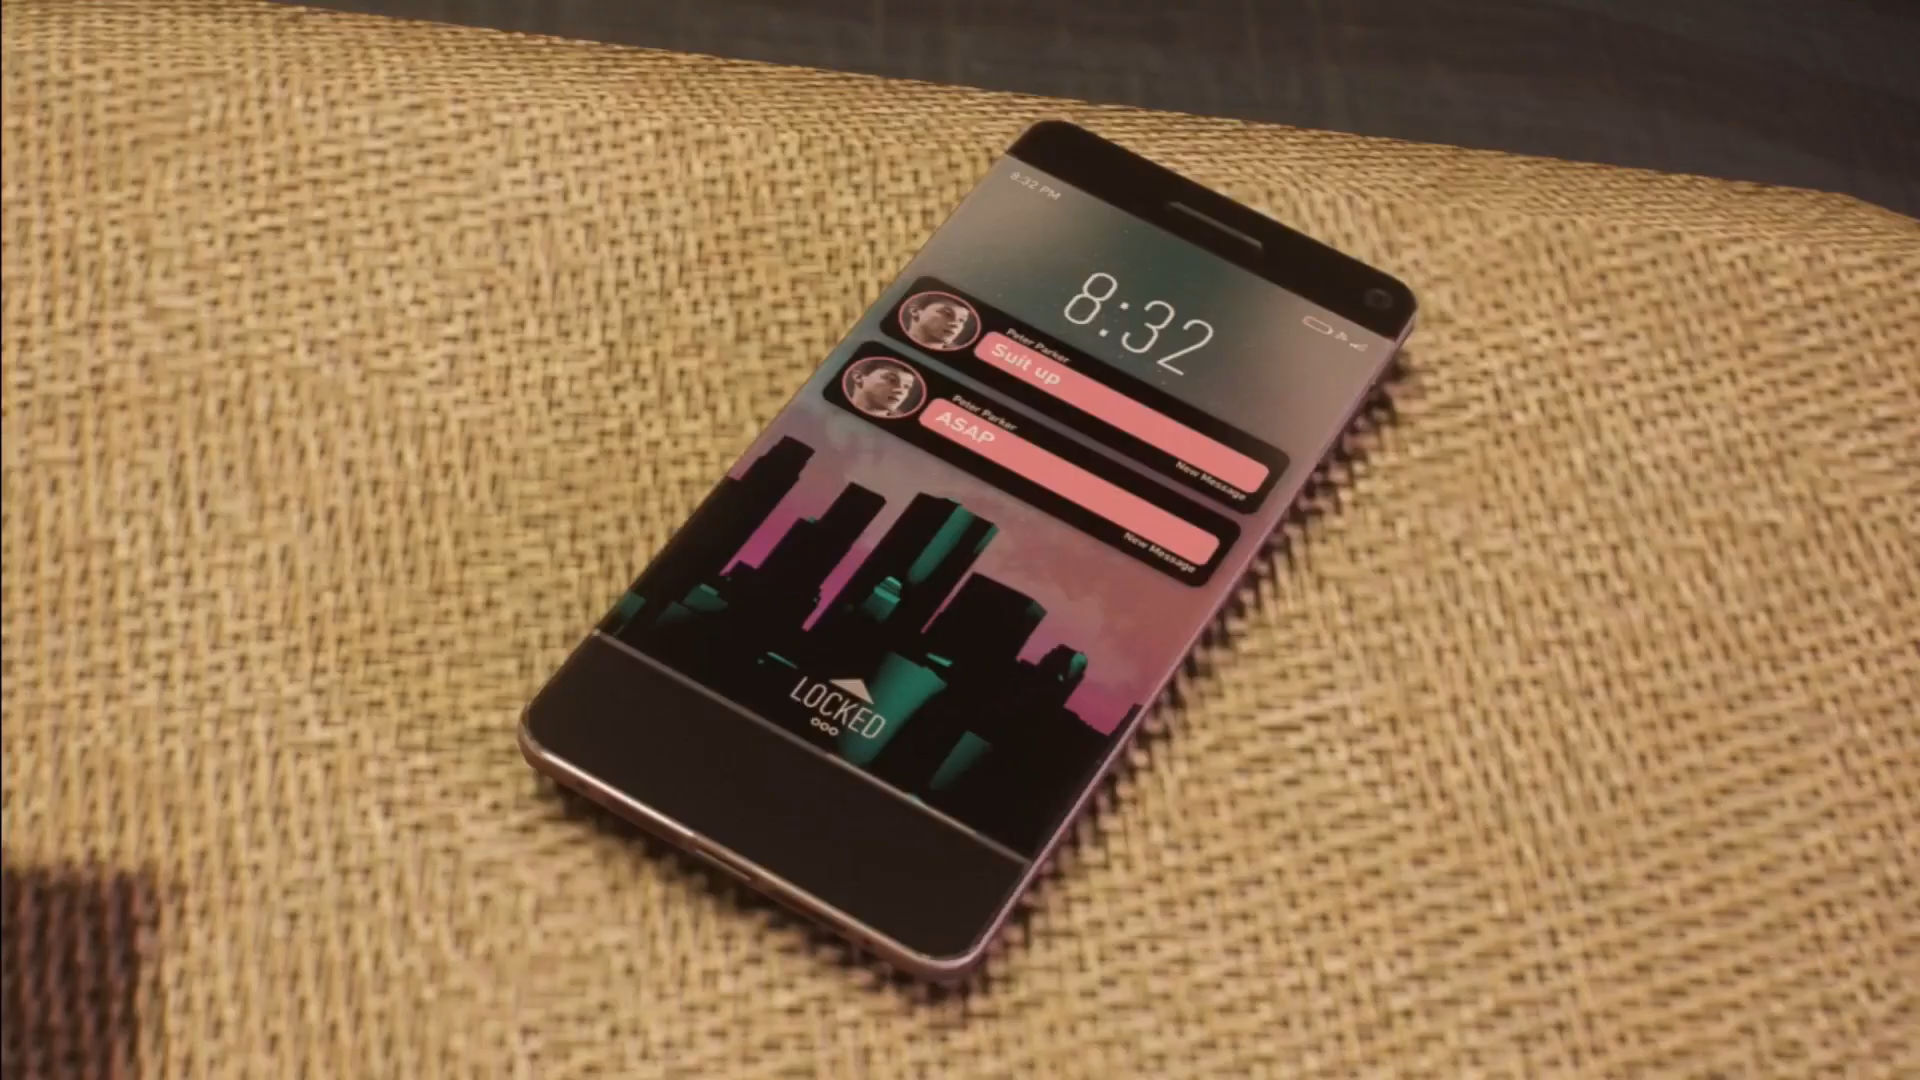 8:32 PM
8:32
Peter Parker
Suit up
New Message
Peter Parker
ASAP
New Message
LOCKED